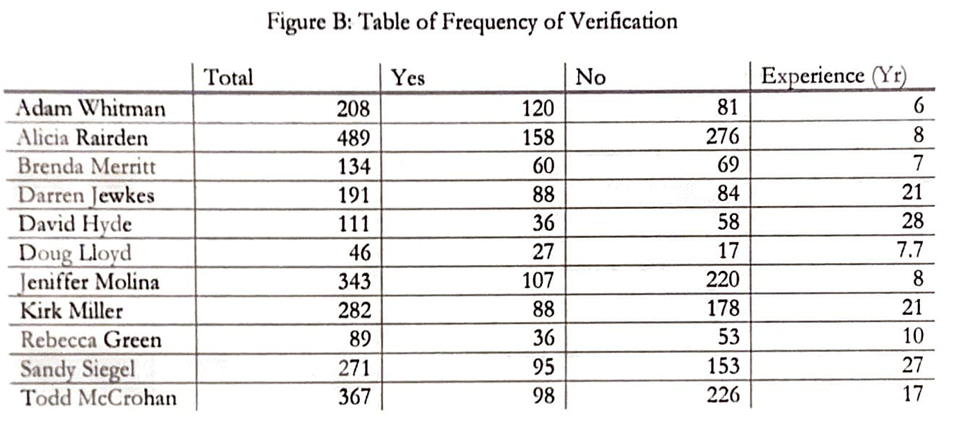 Figure B: Table of Frequency of Verification
Total Yes No Experience (Yr)
Adam Whitman 208 120 81 6
Alicia Rairden 489 158 276 8
Brenda Merritt 134 60 69 7
Darren Jewkes 191 88 84 21
David Hyde 111 36 58 28
Doug Lloyd 46 27 17 7.7
Jeniffer Molina 343 107 220 8
Kirk Miller 282 88 178 21
Rebecca Green 89 36 53 10
Sandy Siegel 271 95 153 27
Todd McCrohan 367 98 226 17